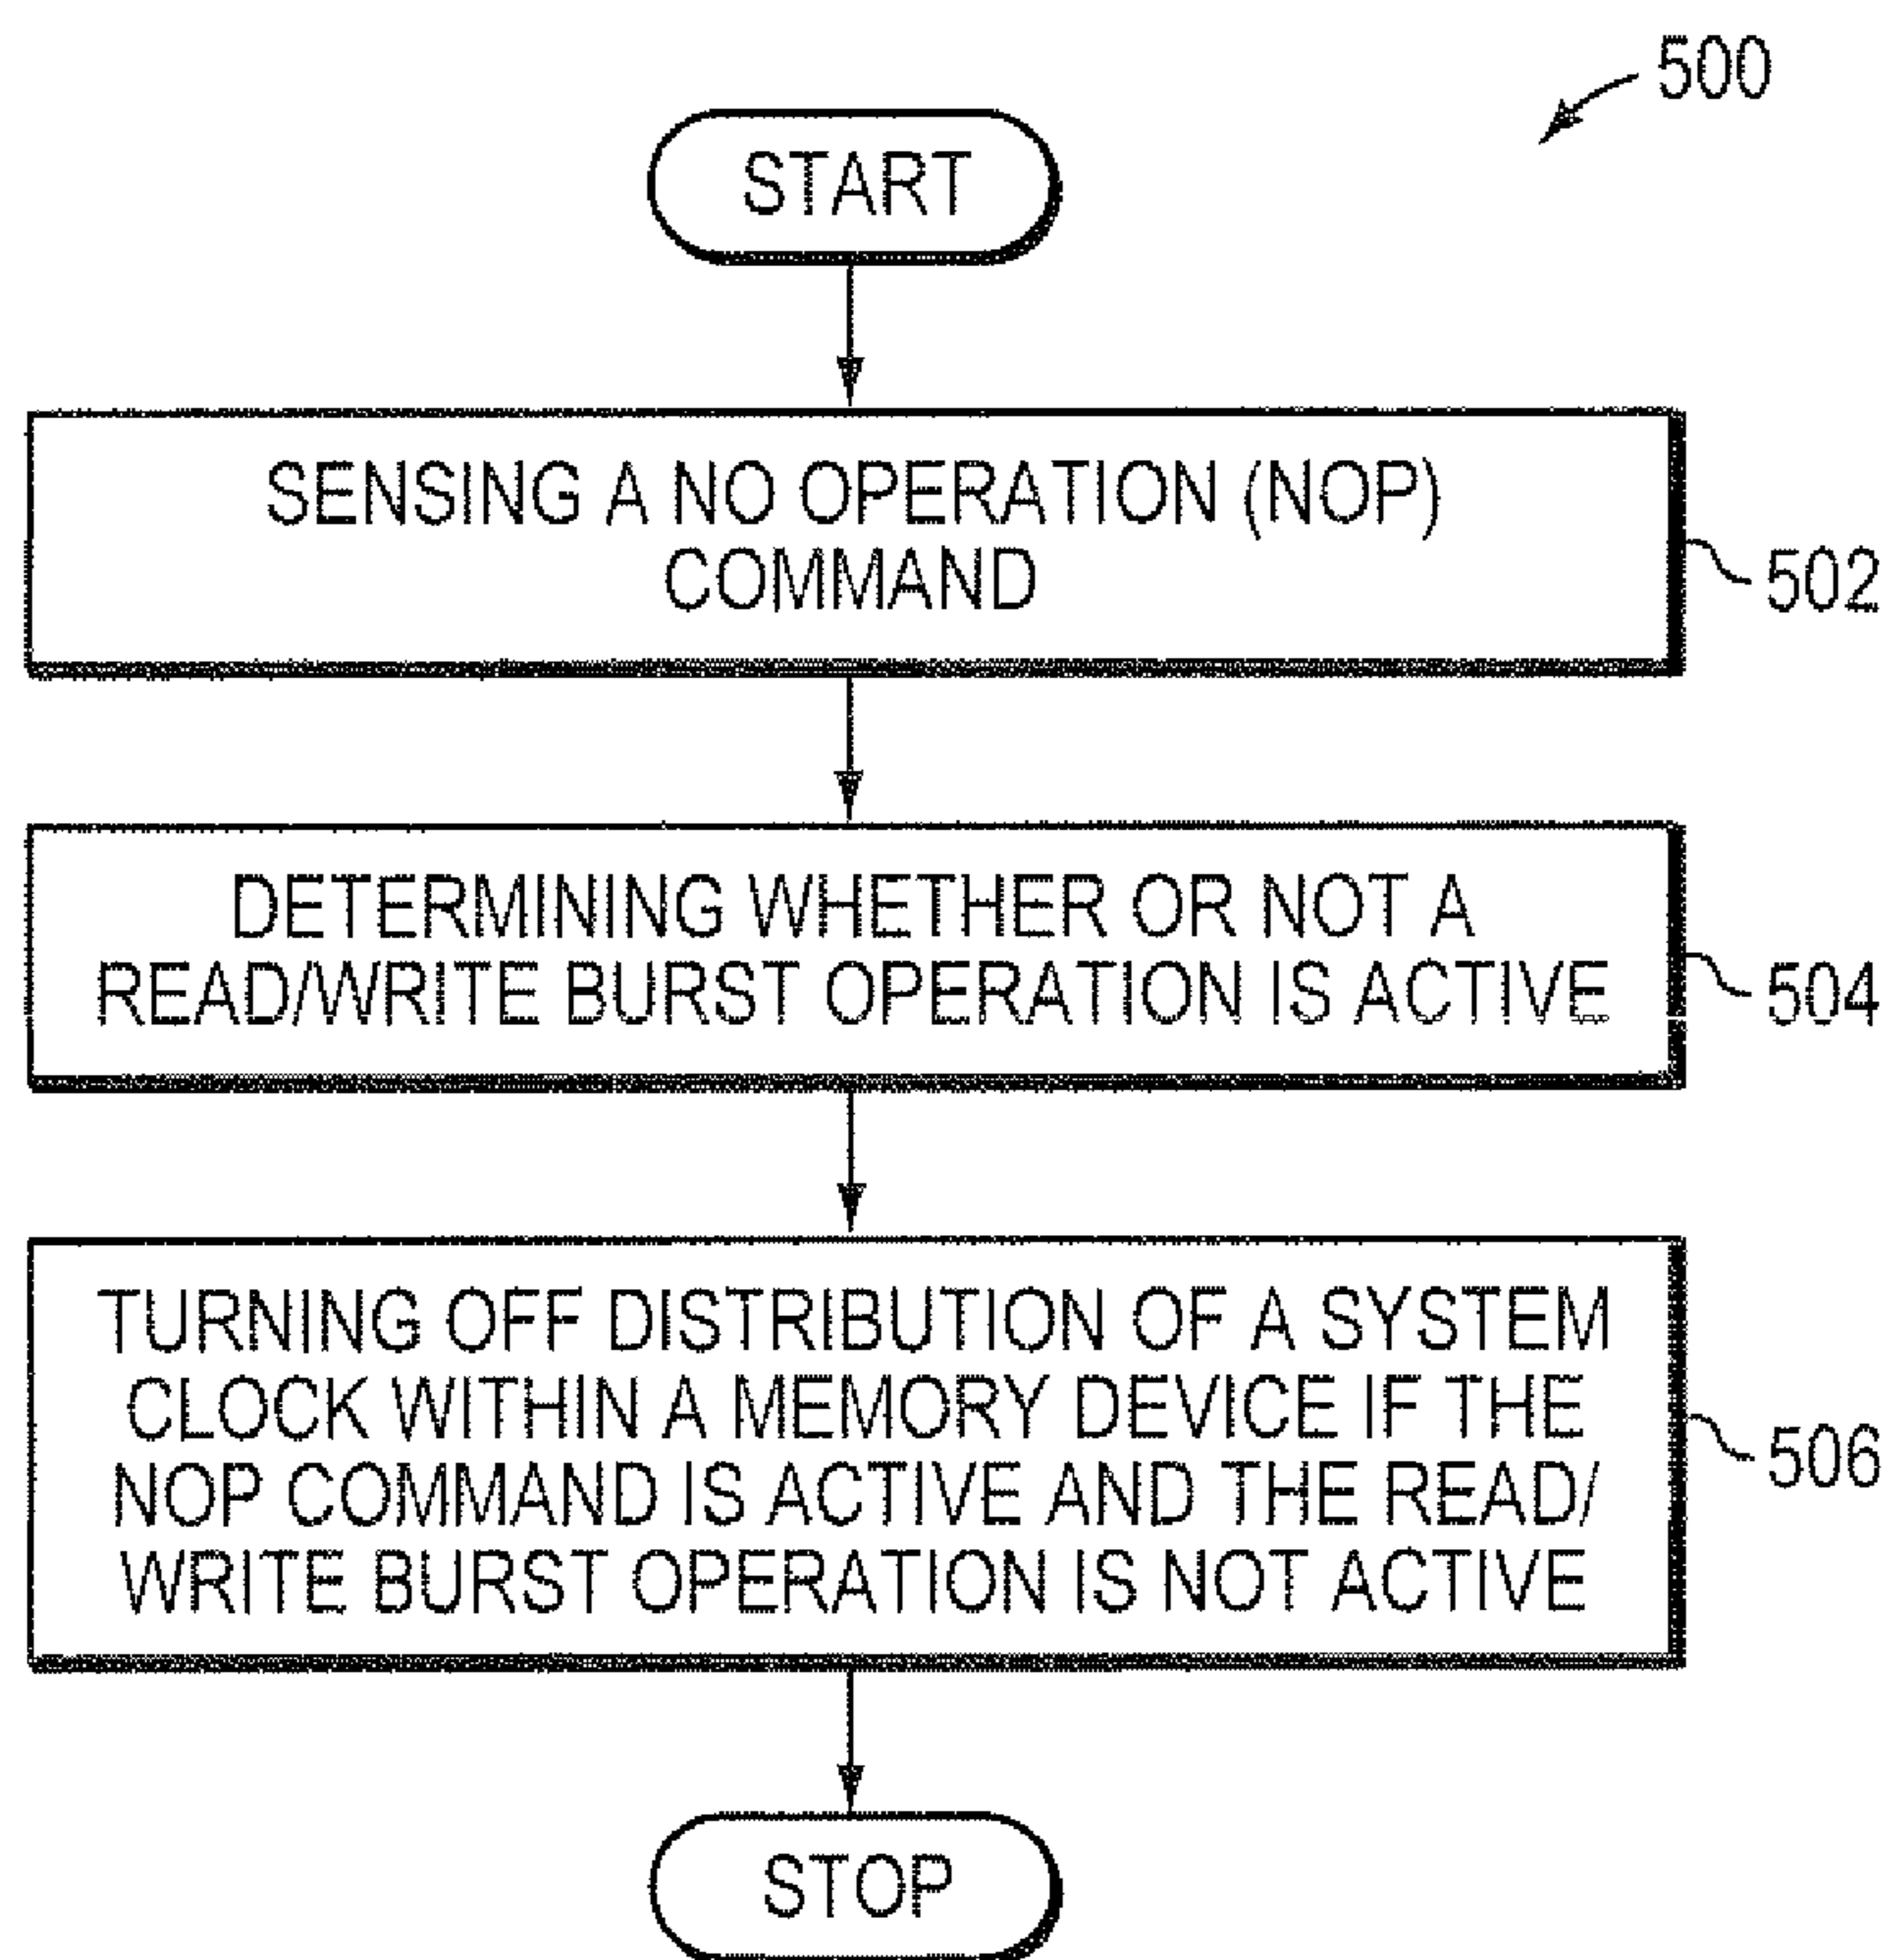 500
START
SENSING A NO OPERATION (NOP)
COMMAND
502
DETERMINING WHETHER OR NOT A
READ/WRITE BURST OPERATION IS ACTIVE
504
TURNING OFF DISTRIBUTION OF A SYSTEM
CLOCK WITHIN A MEMORY DEVICE IF THE
NOP COMMAND IS ACTIVE AND THE READ/
WRITE BURST OPERATION IS NOT ACTIVE
506
STOP